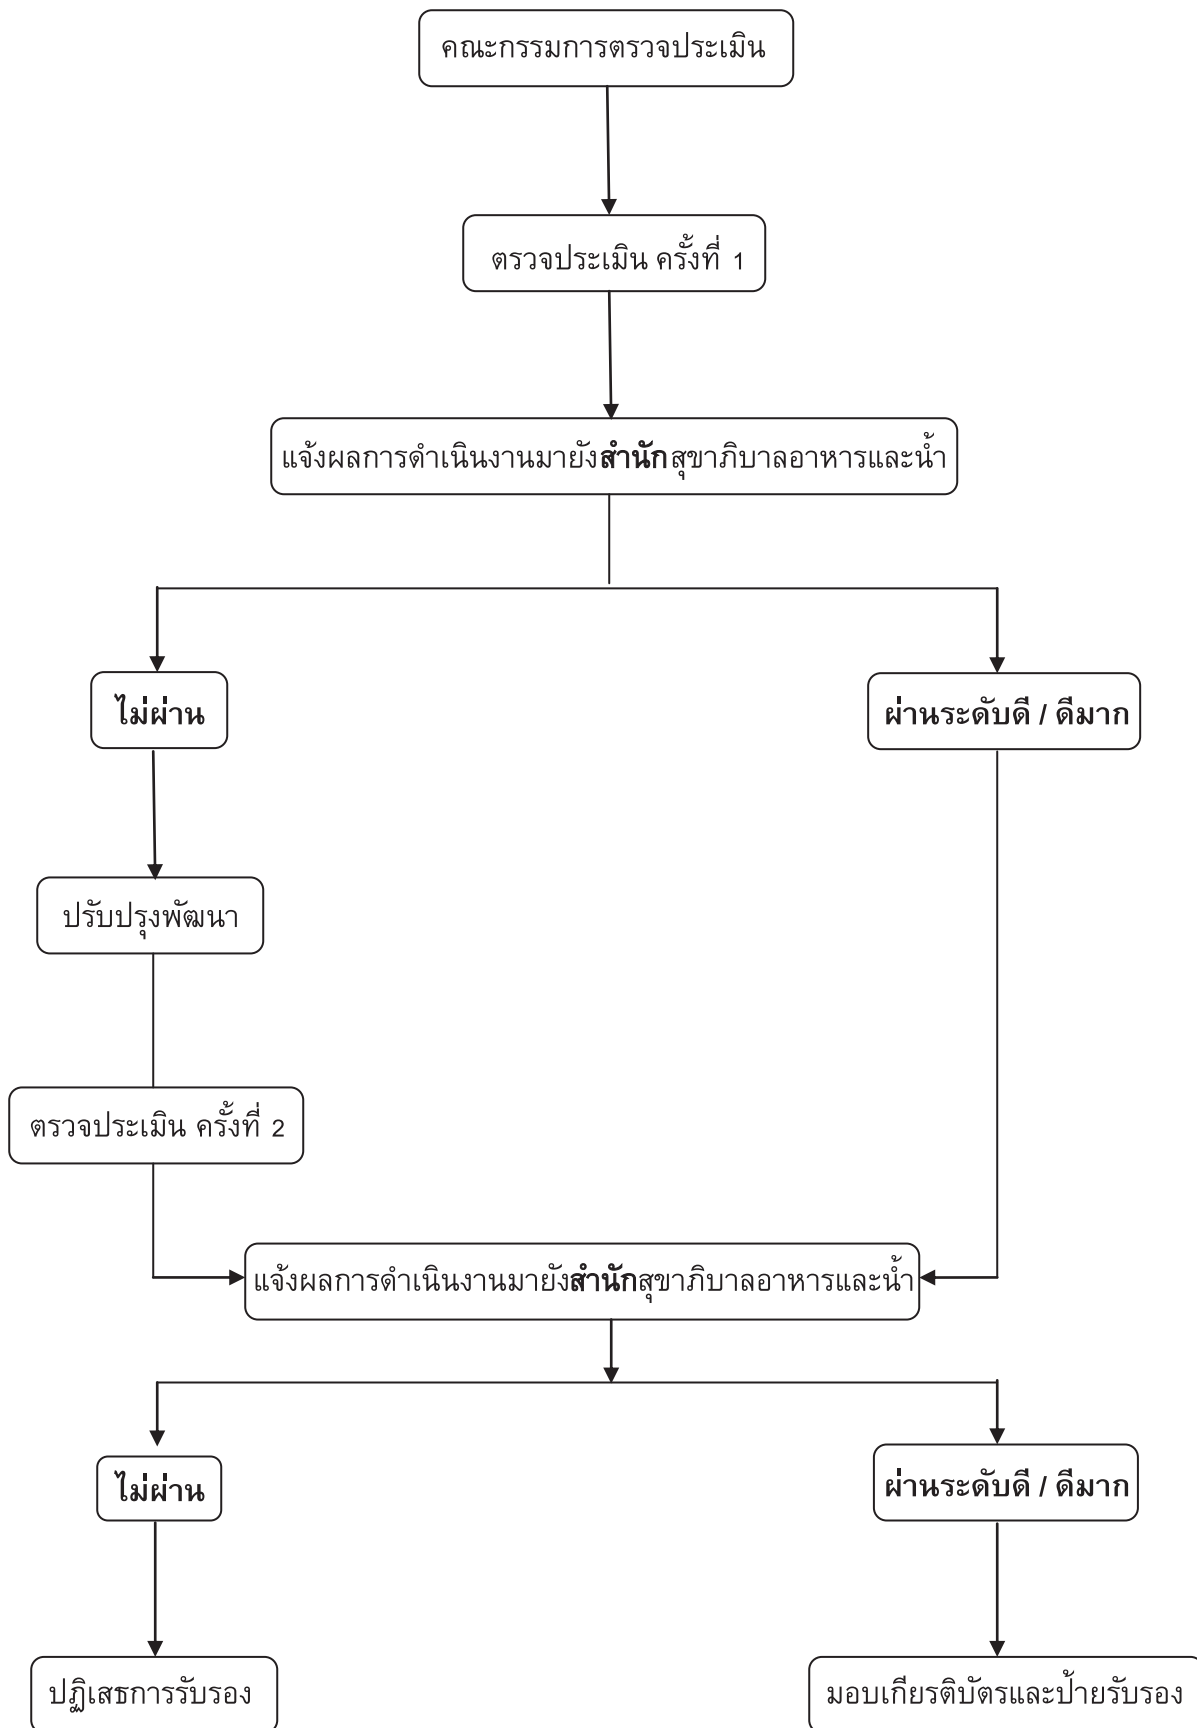 คณะกรรมการตรวจประเมิน
ตรวจประเมิน ครั้งที่ 1
แจ้งผลการดำเนินงานมายังสำนักสุขาภิบาลอาหารและน้ำ
ไม่ผ่าน
ผ่านระดับดี / ดีมาก
ปรับปรุงพัฒนา
ตรวจประเมิน ครั้งที่ 2
แจ้งผลการดำเนินงานมายังสำนักสุขาภิบาลอาหารและน้ำ
ไม่ผ่าน
ผ่านระดับดี / ดีมาก
ปฏิเสธการรับรอง
มอบเกียรติบัตรและป้ายรับรอง